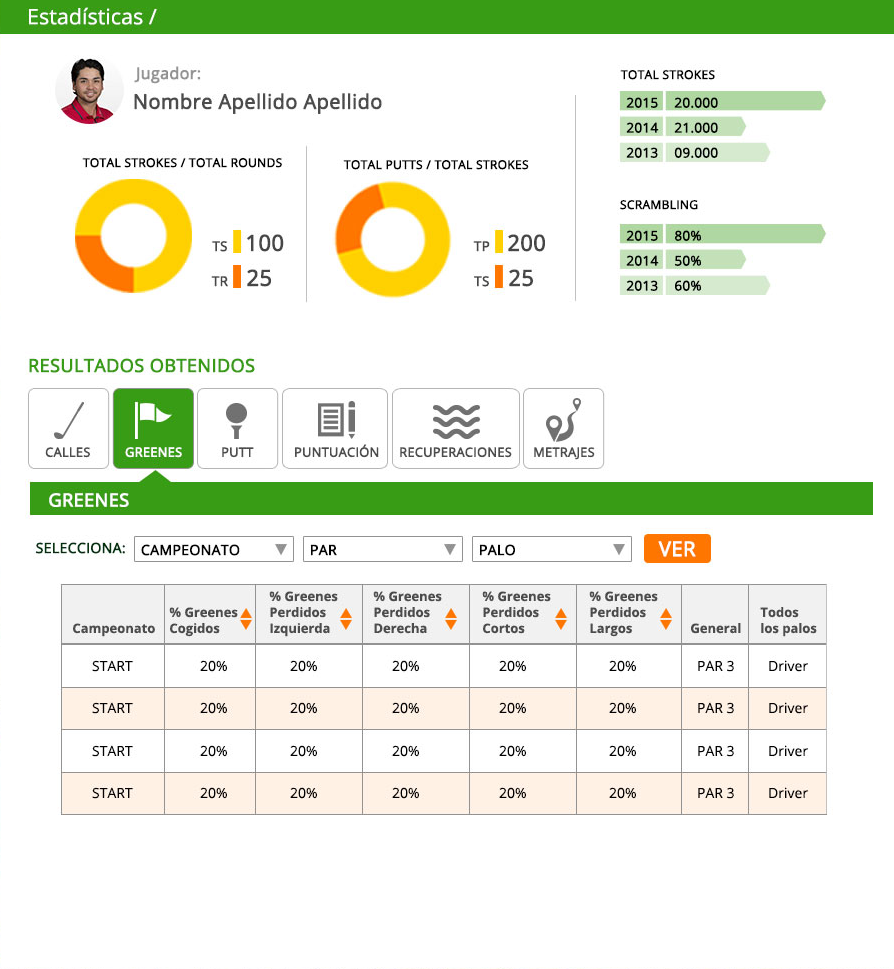 Estadísticas /
Jugador:
Nombre Apellido Apellido
TOTAL STROKES / TOTAL ROUNDS
TS 100
TR 25
TOTAL PUTTS / TOTAL STROKES
TP 200
TS 25
TOTAL STROKES
2015 20.000
2014 21.000
2013 09.000
SCRAMBLING
2015 80%
2014 50%
2013 60%
RESULTADOS OBTENIDOS
CALLES GREENES PUTT PUNTUACIÓN RECUPERACIONES METRAJES
GREENES
SELECCIONA: CAMPEONATO PAR PALO VER
Campeonato
% Greenes
Cogidos
% Greenes
Perdidos
Izquierda
% Greenes
Perdidos
Derecha
% Greenes
Perdidos
Cortos
% Greenes
Perdidos
Largos
General
Todos
los palos
START 20% 20% 20% 20% 20% PAR 3 Driver
START 20% 20% 20% 20% 20% PAR 3 Driver
START 20% 20% 20% 20% 20% PAR 3 Driver
START 20% 20% 20% 20% 20% PAR 3 Driver